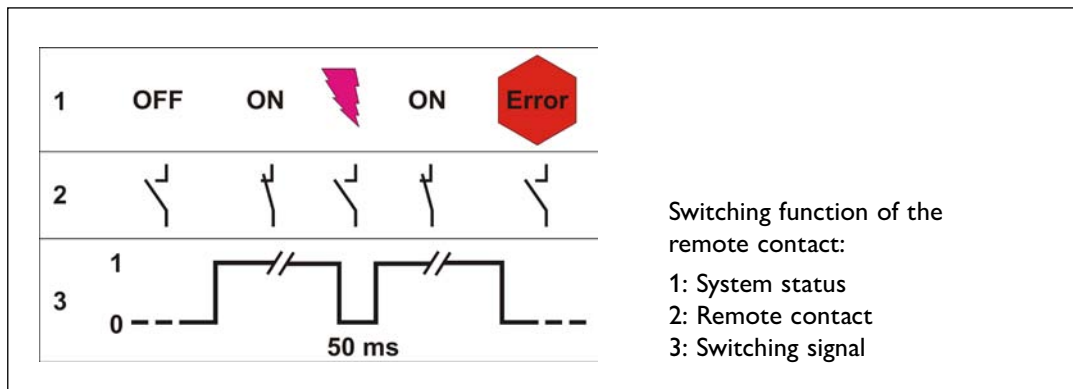 1 OFF ON ON Error
2
1
3
0
50 ms
Switching function of the
remote contact:
1: System status
2: Remote contact
3: Switching signal